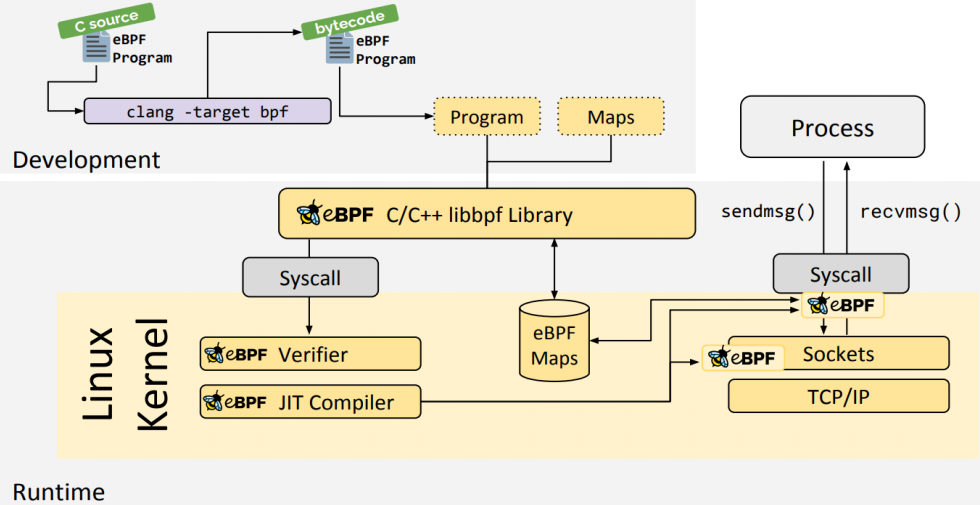 C source
eBPF
Program
bytecode
eBPF
Program
clang -target bpf
Program
Maps
Development
Process
eBPF C/C++ libbpf Library
sendmsg()
recvmsg()
Syscall
Syscall
eBPF
Linux
Kernel
eBPF Verifier
eBPF
Maps
eBPF
Sockets
eBPF JIT Compiler
TCP/IP
Runtime